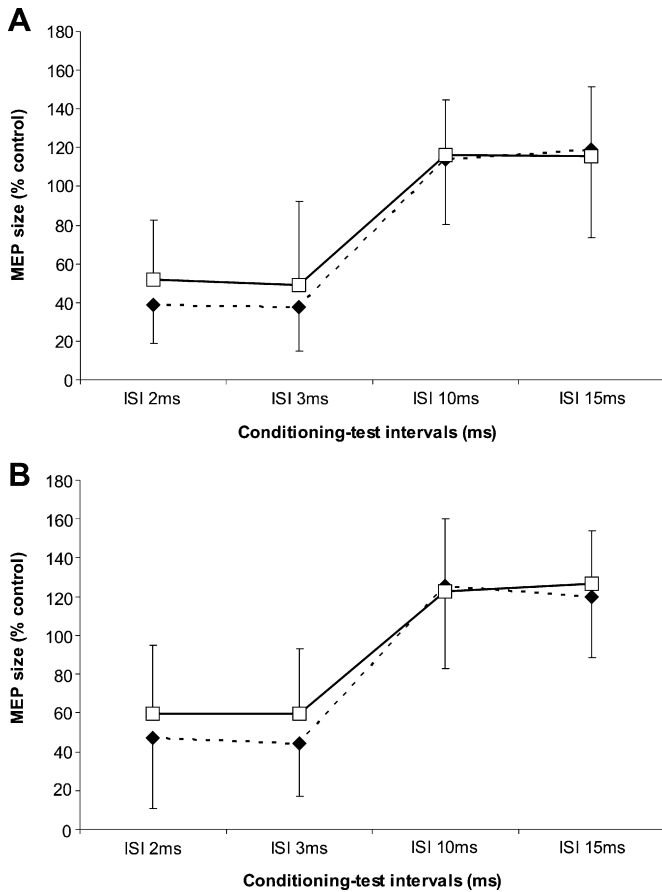 A
180
160
140
120
100
80
60
40
20
0
MEP size (% control)
ISI 2ms ISI 3ms ISI 10ms ISI 15ms
Conditioning-test intervals (ms)
B
180
160
140
120
100
80
60
40
20
0
MEP size (% control)
ISI 2ms ISI 3ms ISI 10ms ISI 15ms
Conditioning-test intervals (ms)